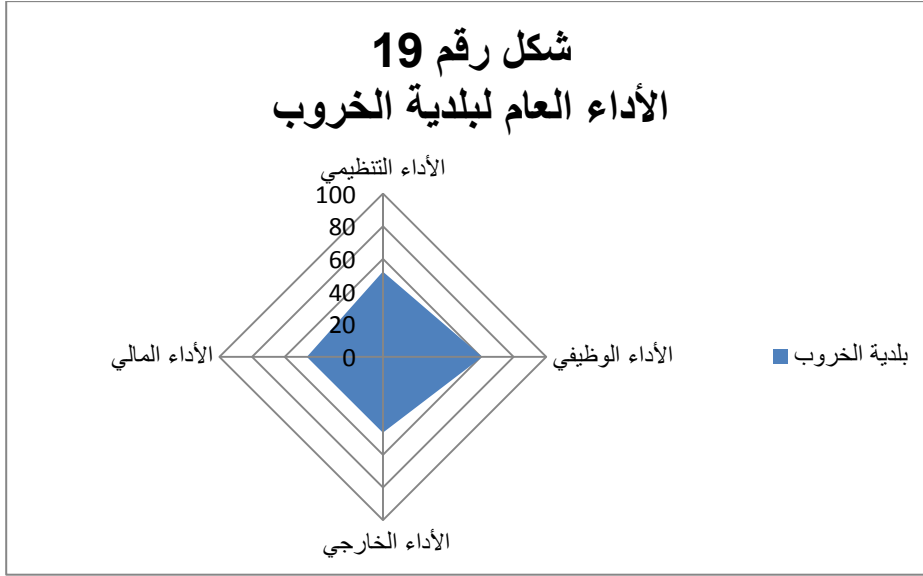 شكل رقم 19
الأداء العام لبلدية الخروب
الأداء التنظيمي
100
80
60
40
20
0
الأداء الوظيفي
الأداء الخارجي
الأداء المالي
بلدية الخروب